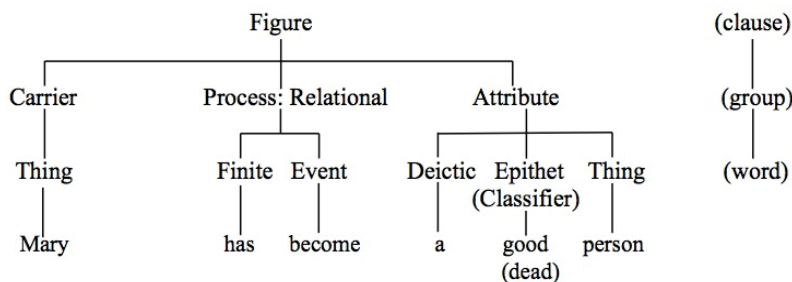 Figure (clause)
Carrier Process: Relational Attribute (group)
Thing Finite Event Deictic Epithet Thing (word)
(Classifier)
Mary has become a good person
(dead)